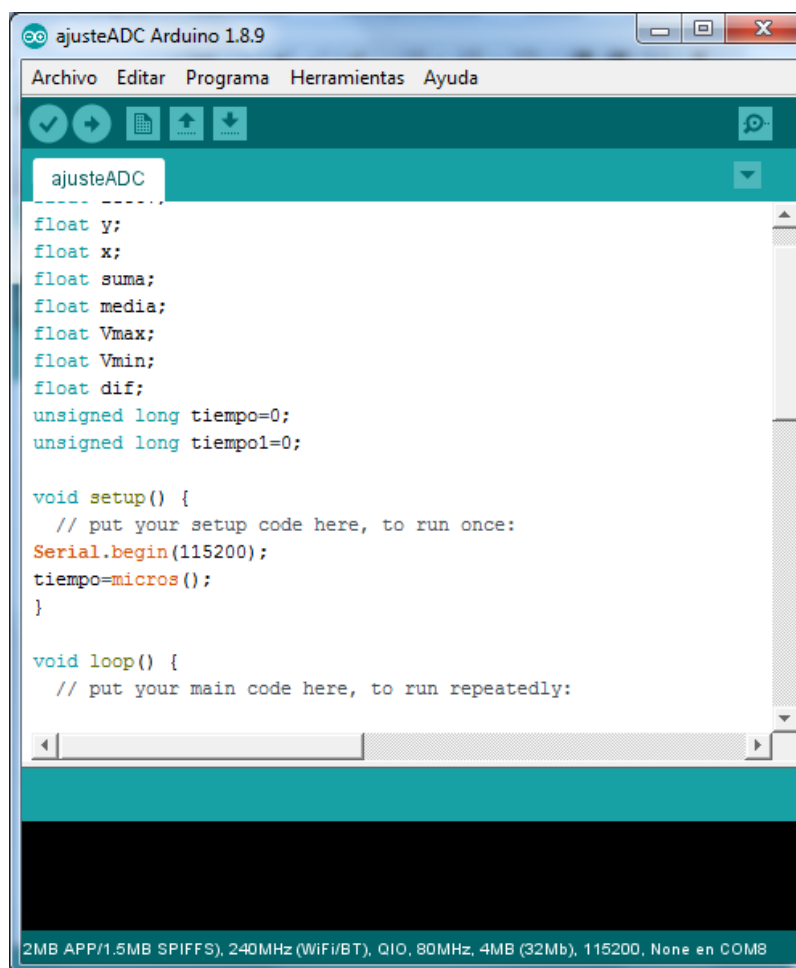 ajusteADC Arduino 1.8.9
Archivo Editar Programa Herramientas Ayuda
ajusteADC
float y;
float x;
float suma;
float media;
float Vmax;
float Vmin;
float dif;
unsigned long tiempo=0;
unsigned long tiempo1=0;
void setup() {
// put your setup code here, to run once:
Serial.begin(115200);
tiempo=micros();
}
void loop() {
// put your main code here, to run repeatedly:
2MB APP/1.5MB SPIFFS), 240MHz (WiFi/BT), QIO, 80MHz, 4MB (32Mb), 115200, None en COM8